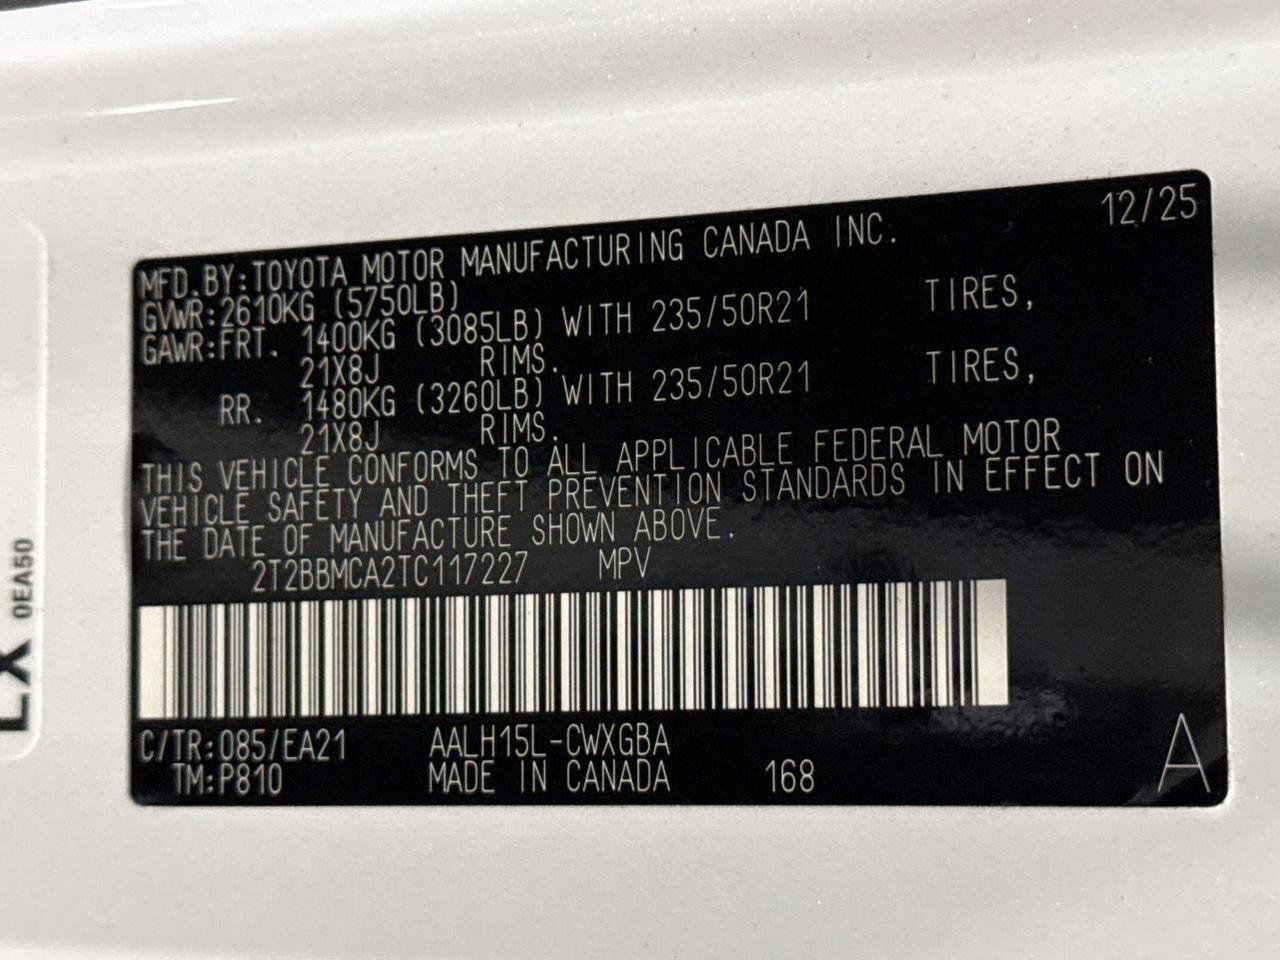 12/25
MFD.BY:TOYOTA MOTOR MANUFACTURING CANADA INC.
GVWR:2610KG (5750LB)
GAWR:FRT. 1400KG (3085LB) WITH 235/50R21 TIRES,
21X8J RIMS.
RR. 1480KG (3260LB) WITH 235/50R21 TIRES,
21X8J RIMS.
THIS VEHICLE CONFORMS TO ALL APPLICABLE FEDERAL MOTOR
VEHICLE SAFETY AND THEFT PREVENTION STANDARDS IN EFFECT ON
THE DATE OF MANUFACTURE SHOWN ABOVE.
2T2BBMCA2TC117227 MPV
C/TR:085/EA21 AALH15L-CWXGBA
TM:P810 MADE IN CANADA 168
A
0EA50